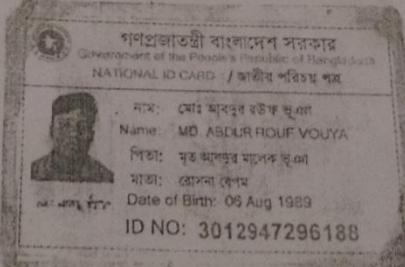 গণপ্রজাতন্ত্রী বাংলাদেশ সরকার
Government of the People's Republic of Bangladesh
NATIONAL ID CARD / জাতীয় পরিচয় পত্র
নাম: মোঃ আবদুর রউফ ভূঞা
Name: MD. ABDUR ROUF VOUYA
পিতা: মৃত আবদুর মালেক ভূঞা
মাতা: রোসনা বেগম
Date of Birth: 06 Aug 1989
ID NO: 3012947296188